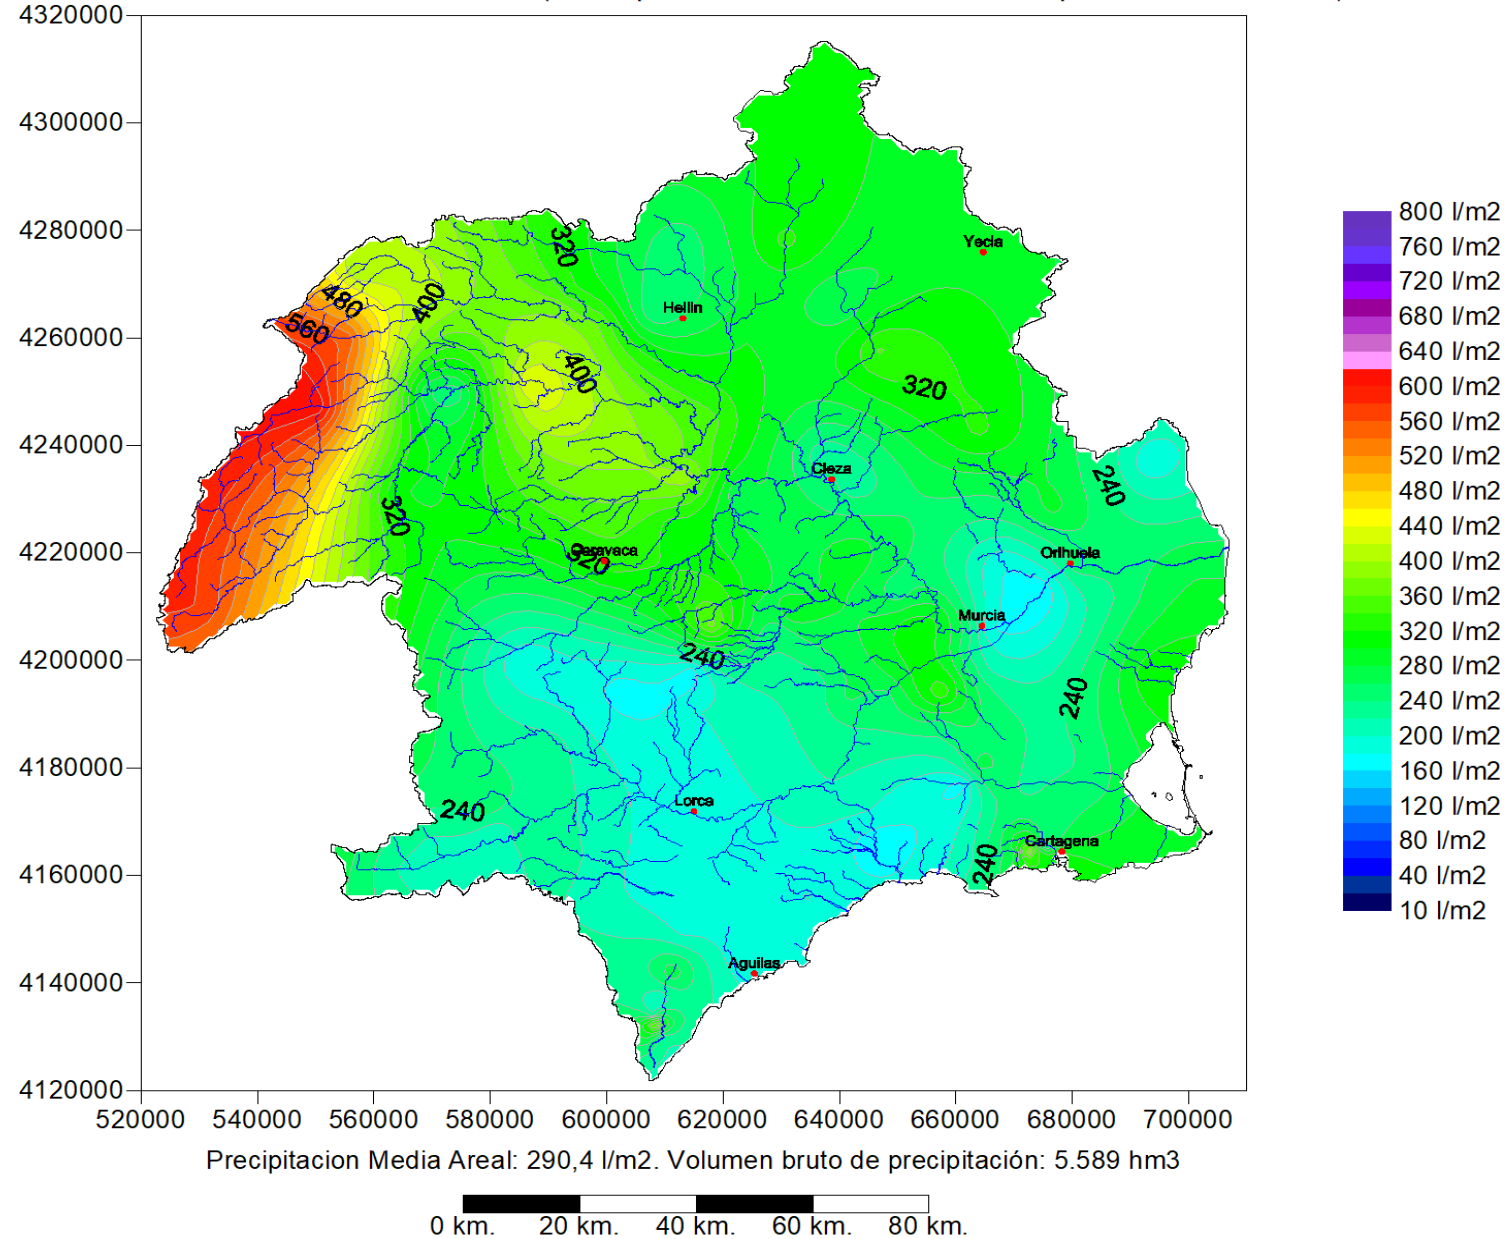 4320000
4300000
4280000
4260000
4240000
4220000
4200000
4180000
4160000
4140000
4120000
520000 540000 560000 580000 600000 620000 640000 660000 680000 700000
320
Yecla
480
400
Hellin
560
400
320
Cieza
240
320
Caravaca
320
Orihuela
Murcia
240
240
240
Lorca
Cartagena
240
Aguilas
800 l/m2
760 l/m2
720 l/m2
680 l/m2
640 l/m2
600 l/m2
560 l/m2
520 l/m2
480 l/m2
440 l/m2
400 l/m2
360 l/m2
320 l/m2
280 l/m2
240 l/m2
200 l/m2
160 l/m2
120 l/m2
80 l/m2
40 l/m2
10 l/m2
Precipitacion Media Areal: 290,4 l/m2. Volumen bruto de precipitación: 5.589 hm3
0 km. 20 km. 40 km. 60 km. 80 km.